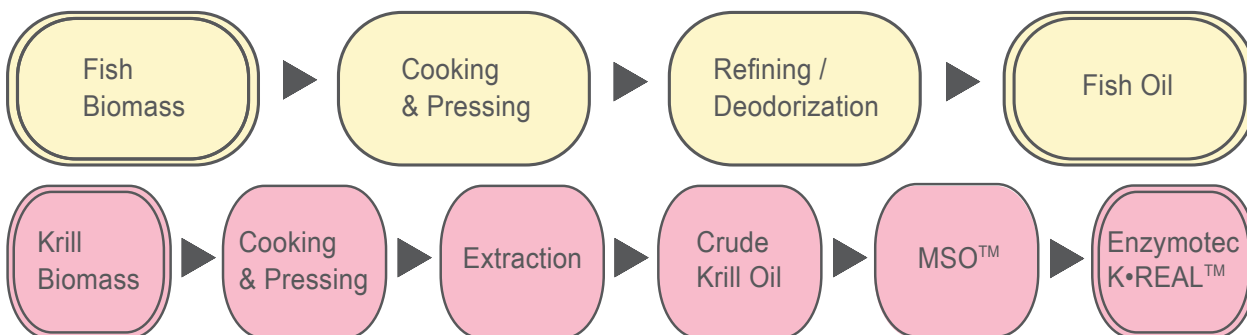 Fish
Biomass
Cooking
& Pressing
Refining /
Deodorization
Fish Oil
Krill
Biomass
Cooking
& Pressing
Extraction
Crude
Krill Oil
MSO™
Enzymotec
K•REAL™